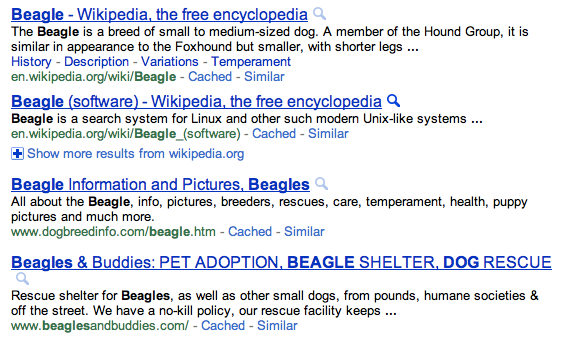 Beagle - Wikipedia, the free encyclopedia
The Beagle is a breed of small to medium-sized dog. A member of the Hound Group, it is
similar in appearance to the Foxhound but smaller, with shorter legs ...
History - Description - Variations - Temperament
en.wikipedia.org/wiki/Beagle - Cached - Similar
Beagle (software) - Wikipedia, the free encyclopedia
Beagle is a search system for Linux and other such modern Unix-like systems ...
en.wikipedia.org/wiki/Beagle_(software) - Cached - Similar
Show more results from wikipedia.org
Beagle Information and Pictures, Beagles
All about the Beagle, info, pictures, breeders, rescues, care, temperament, health, puppy
pictures and much more.
www.dogbreedinfo.com/beagle.htm - Cached - Similar
Beagles & Buddies: PET ADOPTION, BEAGLE SHELTER, DOG RESCUE
Rescue shelter for Beagles, as well as other small dogs, from pounds, humane societies &
off the street. We have a no-kill policy, our rescue facility keeps ...
www.beaglesandbuddies.com/ - Cached - Similar